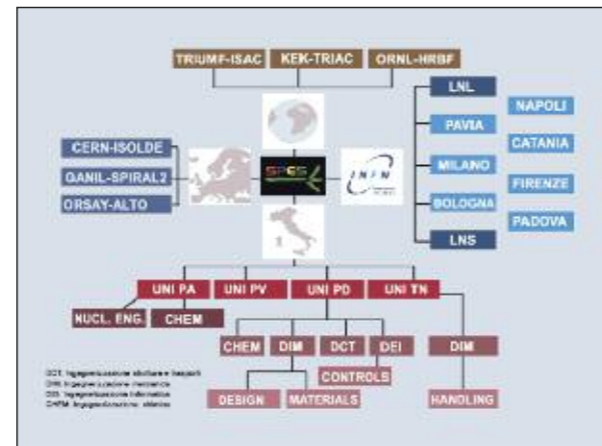 TRIUMF-ISAC KEK-TRIAC ORNL-HRBF
LNL
NAPOLI
PAVIA
CERN-ISOLDE
CATANIA
GANIL-SPIRAL2
SPES
INFN
MILANO
FIRENZE
ORSAY-ALTO
BOLOGNA
PADOVA
LNS
UNI PA UNI PV UNI PD UNI TN
NUCL. ENG. CHEM
CHEM DIM DCT DEI DIM
CONTROLS
DESIGN MATERIALS HANDLING